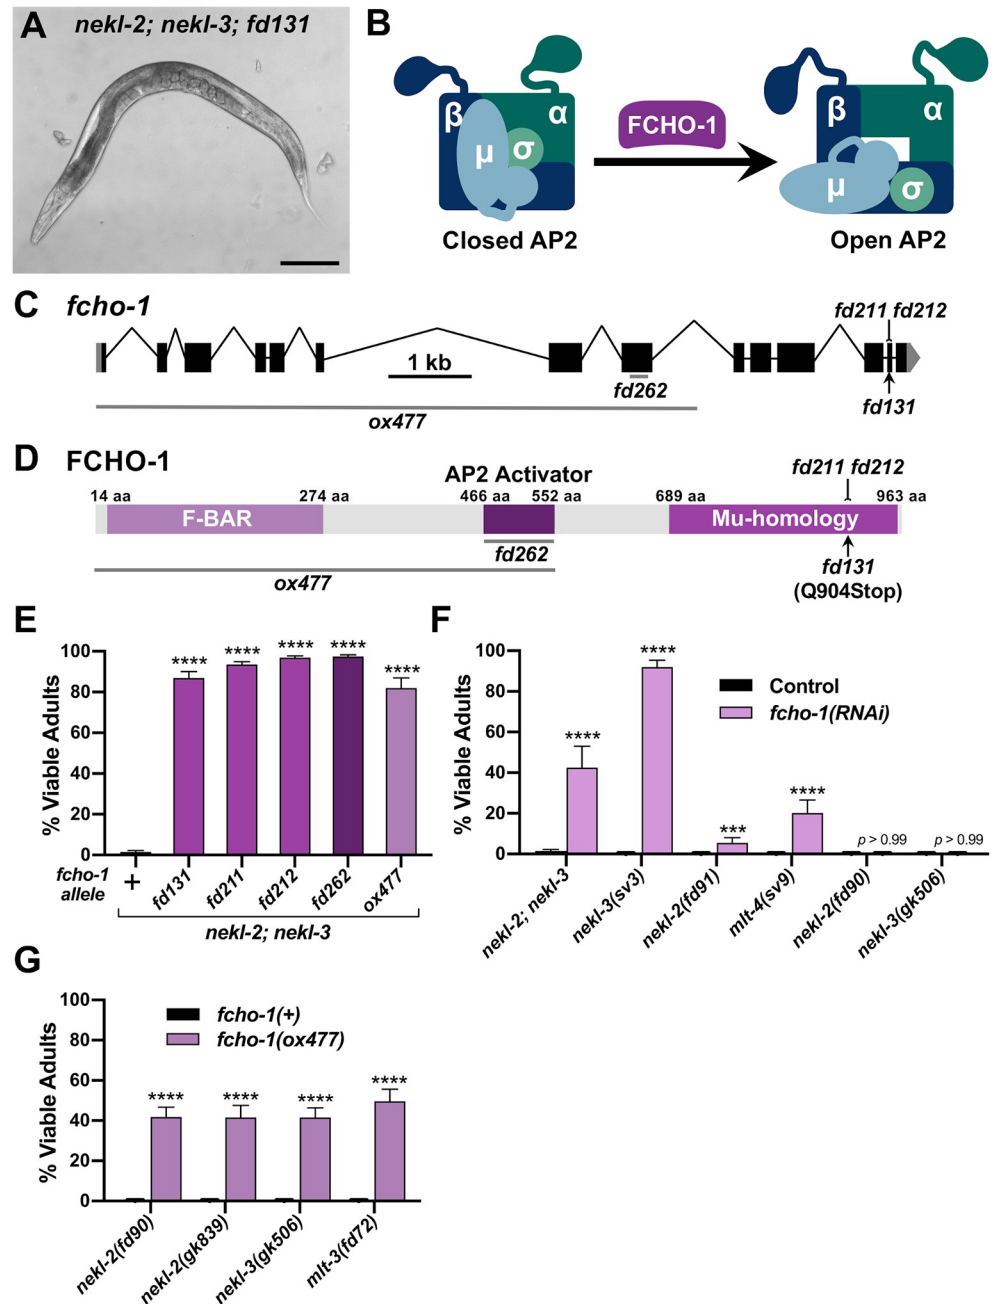 A
nekl-2; nekl-3; fd131
B
β
α
μ
σ
Closed AP2
FCHO-1
β
α
μ
σ
Open AP2
C
fcho-1
fd211 fd212
1 kb
fd262
fd131
ox477
D
FCHO-1
AP2 Activator
fd211 fd212
14 aa
274 aa
466 aa
552 aa
689 aa
963 aa
F-BAR
Mu-homology
fd262
ox477
fd131
(Q904Stop)
E
% Viable Adults
100
80
60
40
20
0
****
****
****
****
****
fcho-1
allele
+
fd131
fd211
fd212
fd262
ox477
nekl-2; nekl-3
F
% Viable Adults
100
80
60
40
20
0
Control
fcho-1(RNAi)
****
****
***
****
p > 0.99
p > 0.99
nekl-2; nekl-3
nekl-3(sv3)
nekl-2(fd91)
mlt-4(sv9)
nekl-2(fd90)
nekl-3(gk506)
G
% Viable Adults
100
80
60
40
20
0
fcho-1(+)
fcho-1(ox477)
****
****
****
****
nekl-2(fd90)
nekl-2(gk839)
nekl-3(gk506)
mlt-3(fd72)